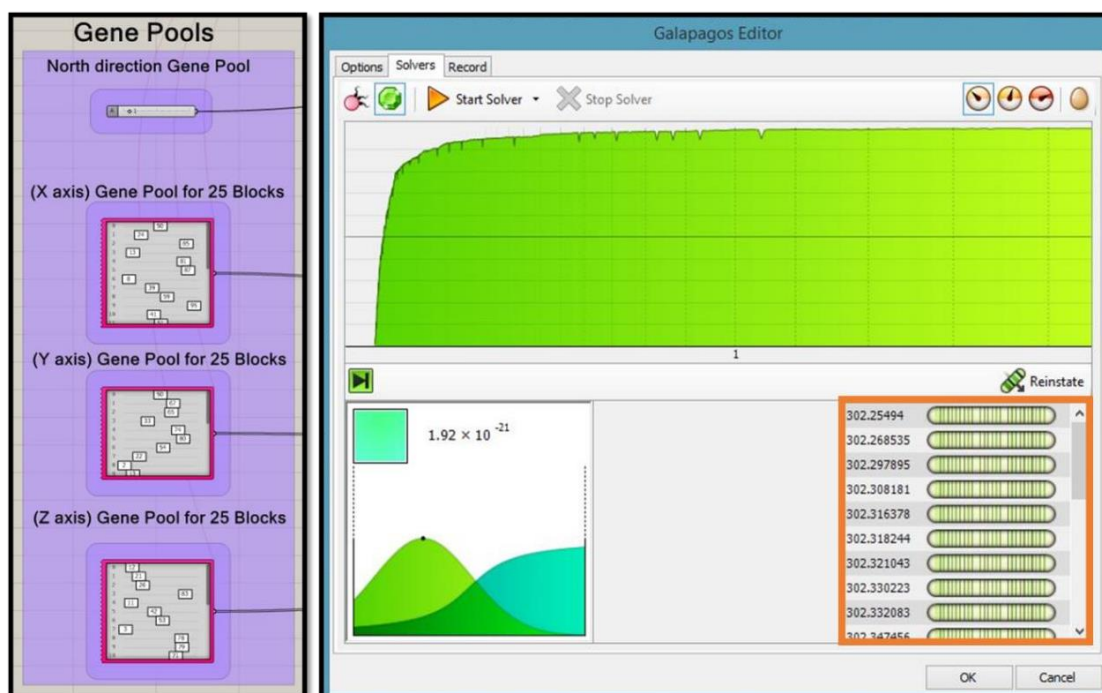 Gene Pools
North direction Gene Pool
(X axis) Gene Pool for 25 Blocks
(Y axis) Gene Pool for 25 Blocks
(Z axis) Gene Pool for 25 Blocks
Galapagos Editor
Options Solvers Record
Start Solver Stop Solver
1
Reinstate
1.92 × 10 -21
302.25494
302.268535
302.297895
302.308181
302.316378
302.318244
302.321043
302.330223
302.332083
302.347456
OK Cancel